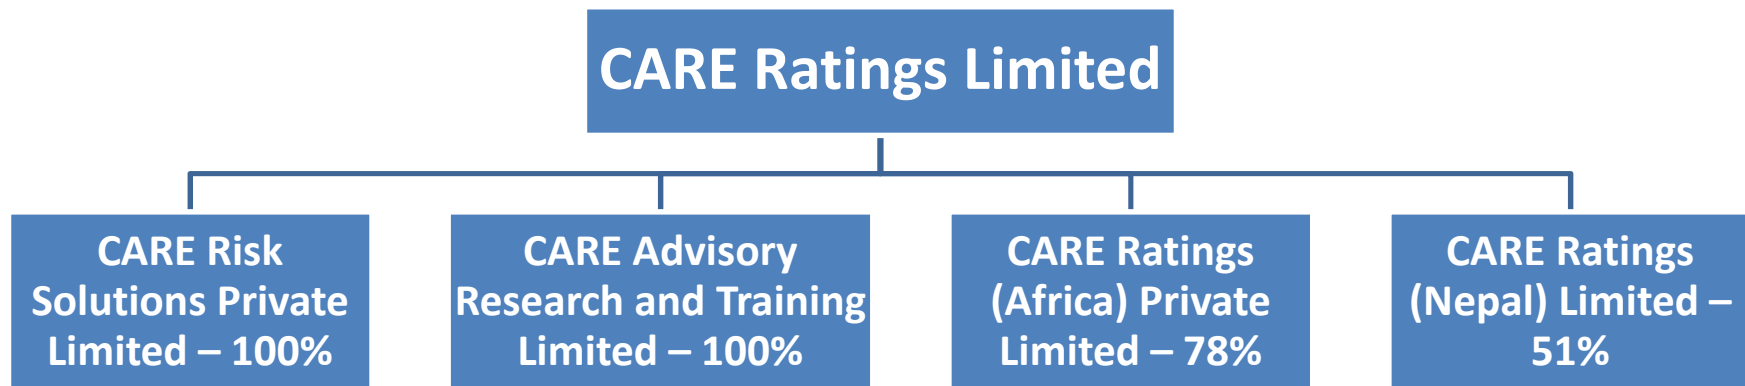 CARE Ratings Limited
CARE Risk
Solutions Private
Limited – 100%
CARE Advisory
Research and Training
Limited – 100%
CARE Ratings
(Africa) Private
Limited – 78%
CARE Ratings
(Nepal) Limited –
51%